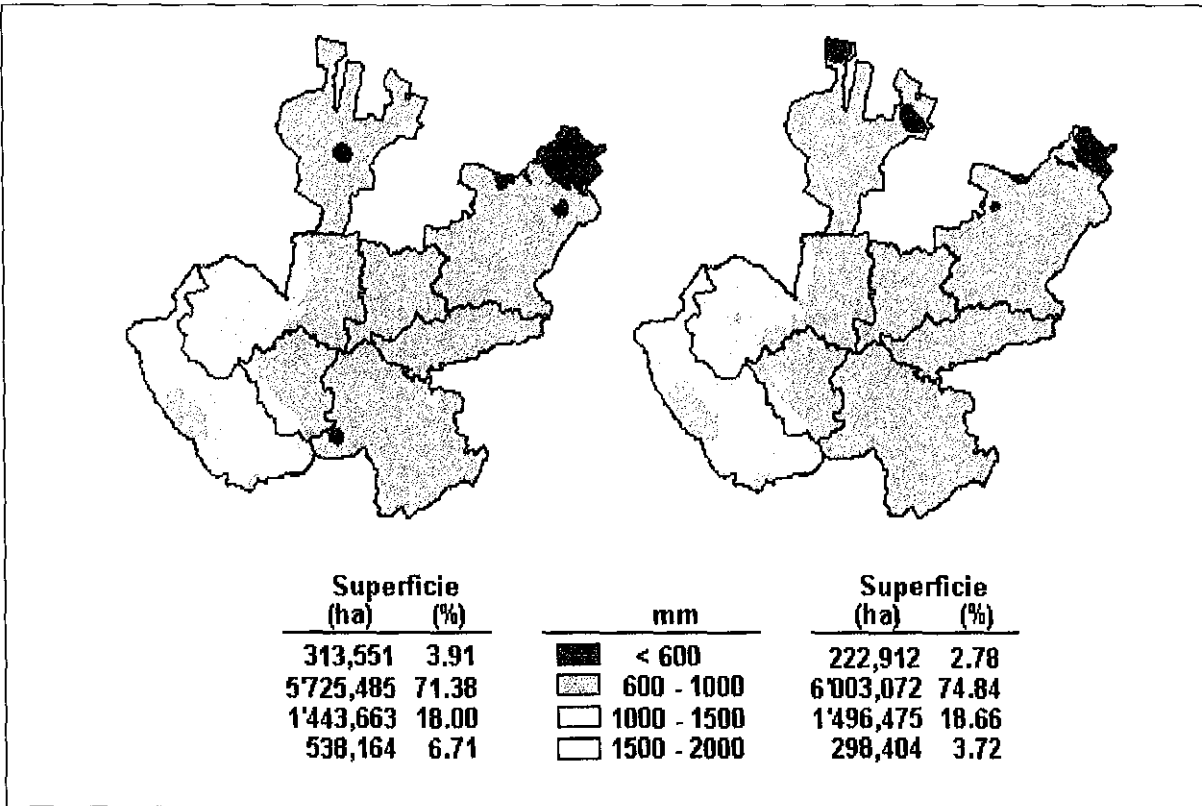 Superficie Superficie
(ha) (%) mm (ha) (%)
313,551 3.91 < 600 222,912 2.78
5'725,485 71.38 600 - 1000 6'003,072 74.84
1'443,663 18.00 1000 - 1500 1'496,475 18.66
538,164 6.71 1500 - 2000 298,404 3.72